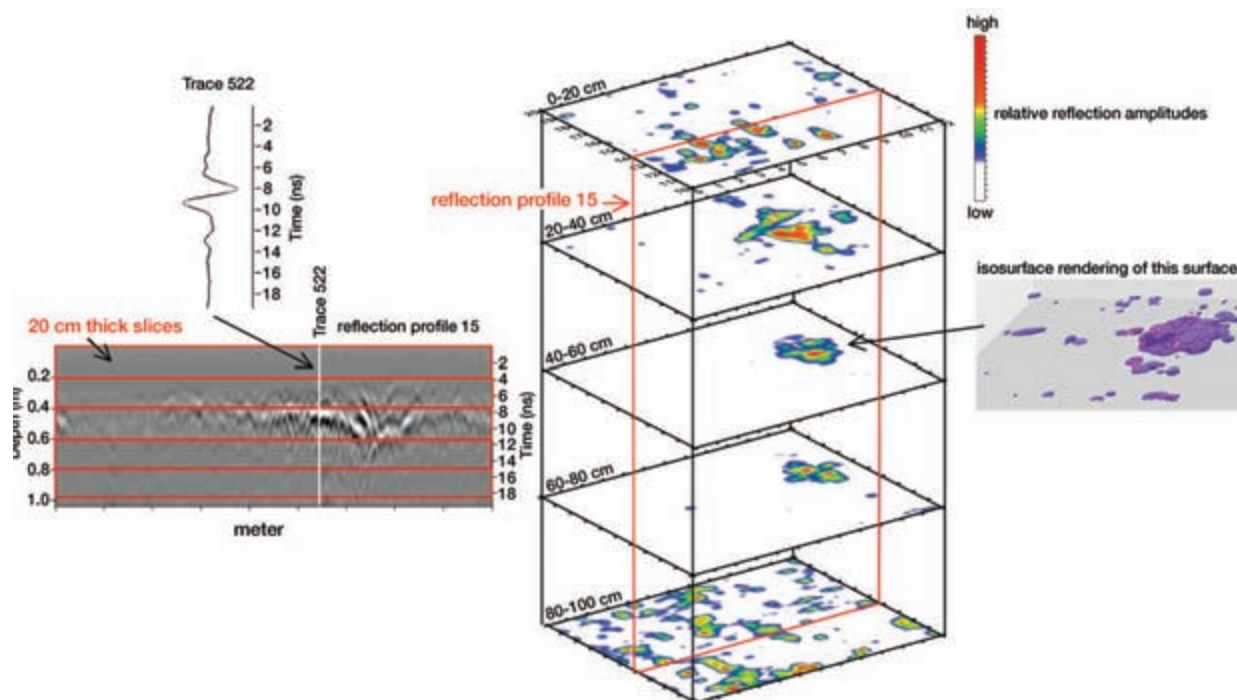 Trace 522
2
4
6
8
10
12
14
16
18
Time (ns)
20 cm thick slices
Trace 522
reflection profile 15
0.2
0.4
0.6
0.8
1.0
2
4
6
8
10
12
14
16
18
Time (ns)
meter
0-20 cm
20-40 cm
40-60 cm
60-80 cm
80-100 cm
reflection profile 15
high
relative reflection amplitudes
low
isosurface rendering of this surface